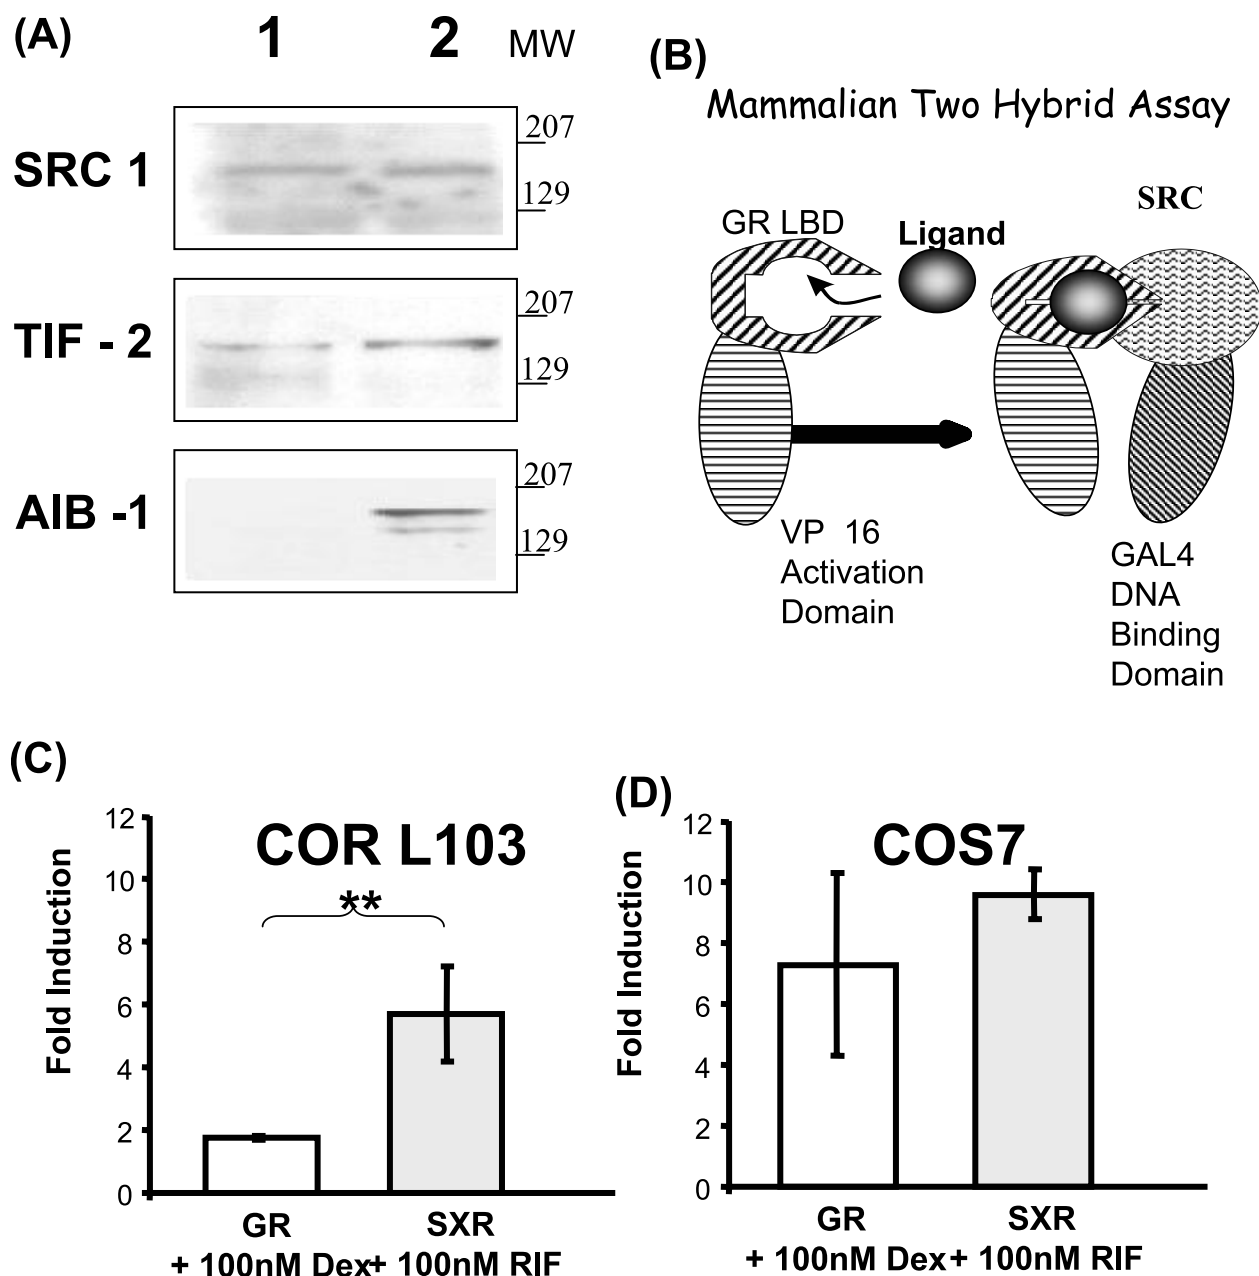 (A) 1 2 MW
SRC 1
207
129
TIF - 2
207
129
AIB -1
207
129
(B)
Mammalian Two Hybrid Assay
GR LBD
Ligand
SRC
VP 16
Activation
Domain
GAL4
DNA
Binding
Domain
(C)
COR L103
**
Fold Induction
12
10
8
6
4
2
0
GR SXR
+ 100nM Dex+ 100nM RIF
(D)
COS7
Fold Induction
12
10
8
6
4
2
0
GR SXR
+ 100nM Dex + 100nM RIF